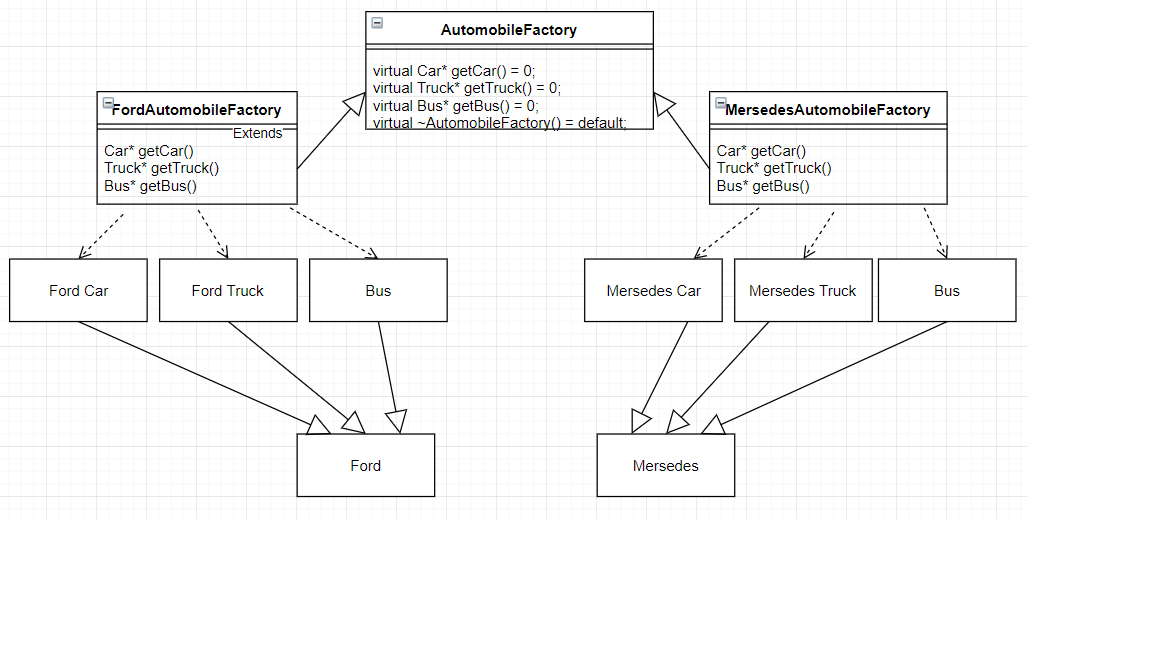 AutomobileFactory
virtual Car* getCar() = 0;
virtual Truck* getTruck() = 0;
virtual Bus* getBus() = 0;
virtual ~AutomobileFactory() = default;
FordAutomobileFactory
Extends
Car* getCar()
Truck* getTruck()
Bus* getBus()
MersedesAutomobileFactory
Car* getCar()
Truck* getTruck()
Bus* getBus()
Ford Car
Ford Truck
Bus
Mersedes Car
Mersedes Truck
Bus
Ford
Mersedes